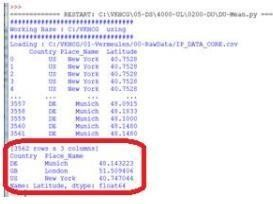 >>>
============ RESTART: C:\VKHCG\05-DS\4000-UL\0200-DU\DU-Mean.py ===
################################
Working Base : C:/VKHCG using
################################
Loading : C:/VKHCG/01-Vermeulen/00-RawData/IP_DATA_CORE.csv
Country Place_Name Latitude
0 US New York 40.7528
1 US New York 40.7528
2 US New York 40.7528
3 US New York 40.7528
4 US New York 40.7528
... ... ... ...
3557 DE Munich 48.0915
3558 DE Munich 48.1833
3559 DE Munich 48.1000
3560 DE Munich 48.1480
3561 DE Munich 48.1480
[3562 rows x 3 columns]
Country Place_Name
DE Munich 48.143223
GB London 51.509406
US New York 40.747044
Name: Latitude, dtype: float64